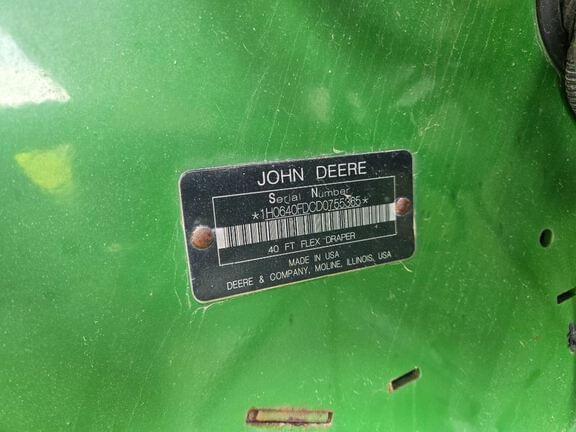 JOHN DEERE
Serial Number
*1H0640FDCD0755365*
40 FT FLEX DRAPER
MADE IN USA
DEERE & COMPANY, MOLINE, ILLINOIS, USA